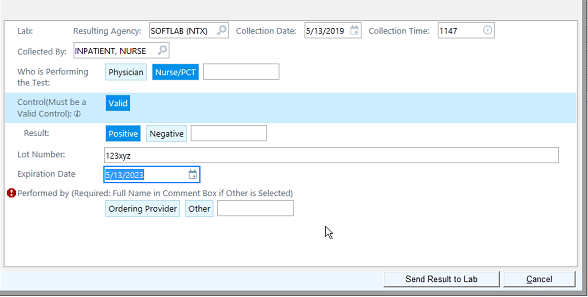 Lab: Resulting Agency: SOFTLAB (NTX) Collection Date: 5/13/2019 Collection Time: 1147
Collected By: INPATIENT, NURSE
Who is Performing the Test: Physician Nurse/PCT
Control(Must be a Valid Control): Valid
Result: Positive Negative
Lot Number: 123xyz
Expiration Date 5/13/2023
Performed by (Required: Full Name in Comment Box if Other is Selected)
Ordering Provider Other
Send Result to Lab Cancel